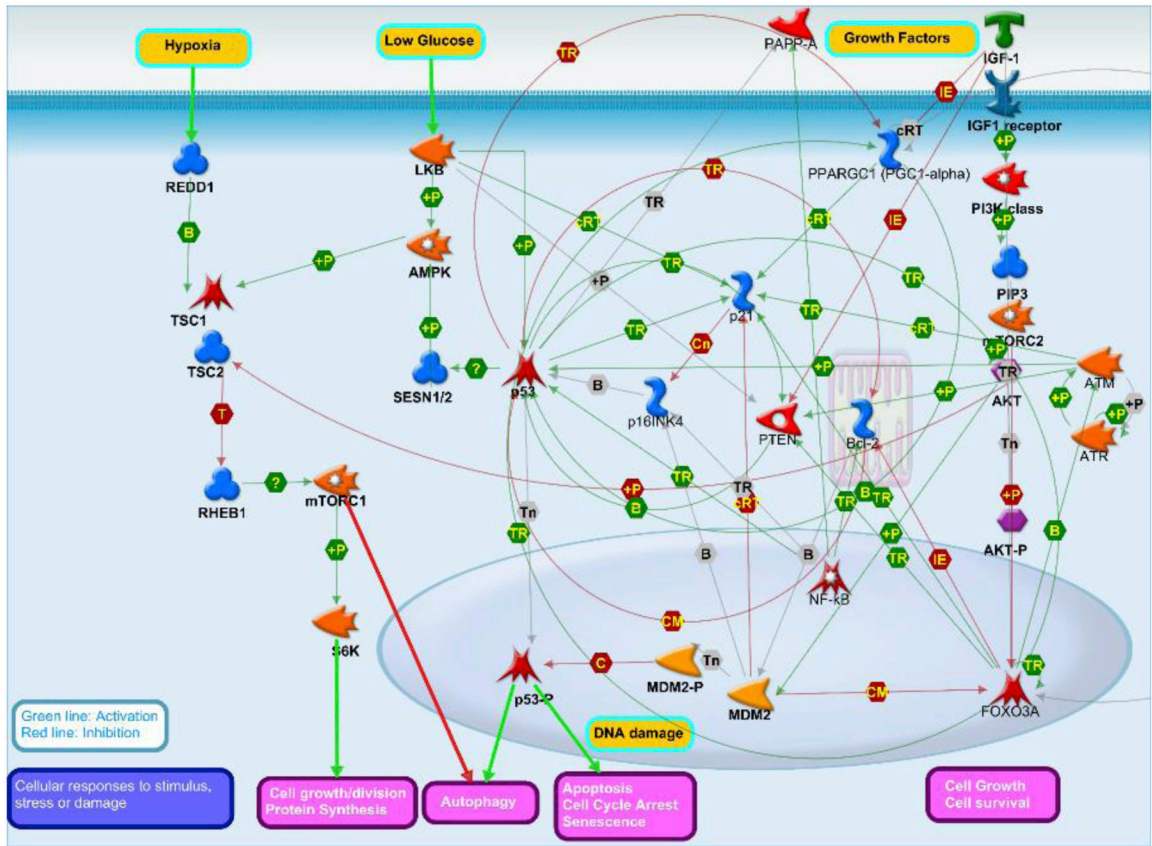 Hypoxia
Low Glucose
PAPP-A
Growth Factors
IGF-1
TR
IE
cRT
IGF1 receptor
+P
REDD1
LKB
TR
PPARGC1 (PGC1-alpha)
PI3K class
+P
TR
cRT
cRT
IE
B
+P
+P
+P
AMPK
TR
+P
TR
PIP3
TSC1
p21
TR
mTORC2
+P
TR
Cn
cRT
+P
TSC2
SESN1/2
?
p53
B
+P
TR
AKT
ATM
+P
+P
+P
T
p16INK4
PTEN
Bcl-2
Tn
ATR
RHEB1
?
mTORC1
+P
TR
TR
cRT
B
TR
B
TR
+P
AKT-P
Tn
TR
B
B
+P
TR
IE
B
+P
NF-kB
S6K
CM
C
Tn
p53-P
MDM2-P
MDM2
CM
TR
FOXO3A
Green line: Activation
Red line: Inhibition
DNA damage
Cellular responses to stimulus,
stress or damage
Cell growth/division
Protein Synthesis
Autophagy
Apoptosis
Cell Cycle Arrest
Senescence
Cell Growth
Cell survival